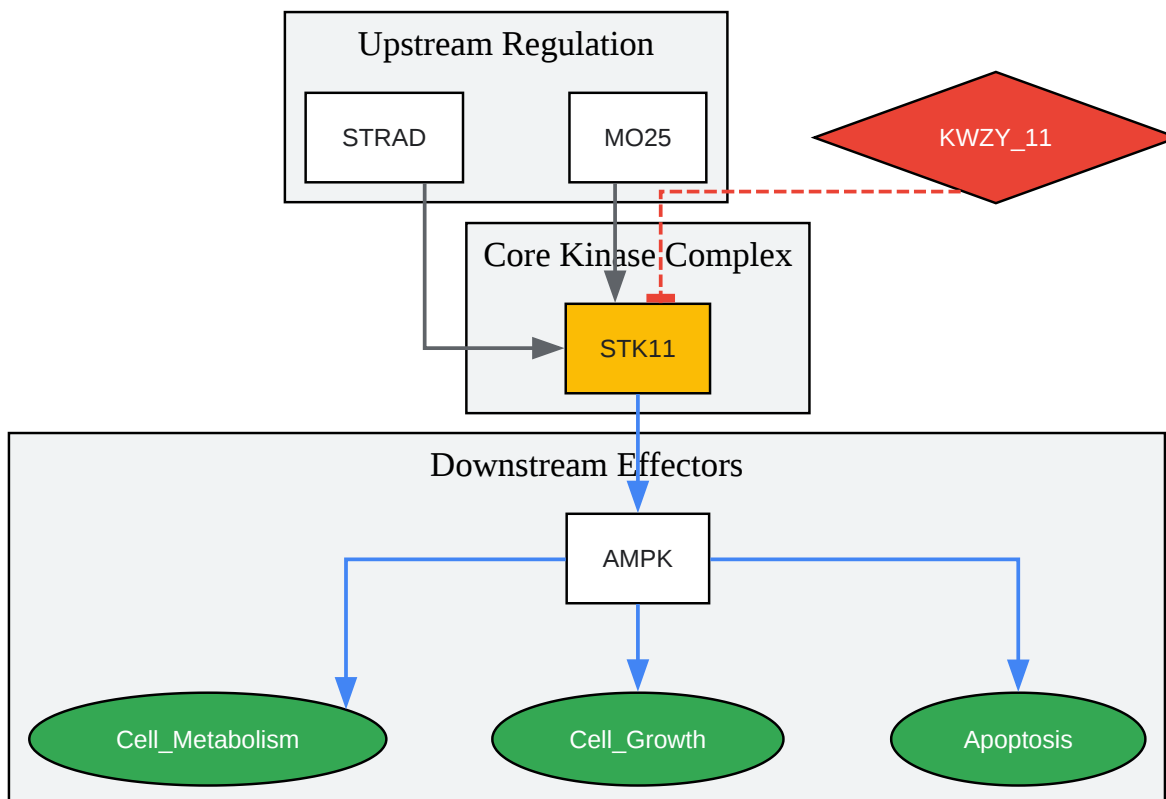 Upstream Regulation
STRAD
MO25
KWZY_11
Core Kinase Complex
STK11
Downstream Effectors
AMPK
Cell_Metabolism
Cell_Growth
Apoptosis